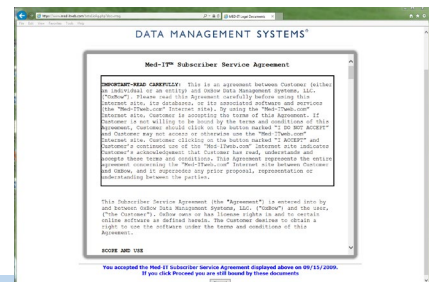 MED-IT Legal Documents
DATA MANAGEMENT SYSTEMS®
Med-IT™ Subscriber Service Agreement
IMPORTANT-READ CAREFULLY: This is an agreement between Customer (either
an individual or an entity) and OxBow Data Management Systems, LLC.
("OxBow"). Please read this Agreement carefully before using this
Internet site, its databases, or its associated software and services
(the "Med-ITweb.com" Internet site). By using the "Med-ITweb.com"
Internet site, Customer is accepting the terms of this Agreement. If
Customer is not willing to be bound by the terms and conditions of this
Agreement, Customer should click on the button marked "I DO NOT ACCEPT"
and Customer may not access or otherwise use the "Med-ITweb.com"
Internet site. Customer clicking on the button marked "I ACCEPT" and
Customer's continued use of the "Med-ITweb.com" Internet site indicates
Customer's acknowledgement that Customer has read, understands and
accepts these terms and conditions. This Agreement represents the entire
agreement concerning the "Med-ITweb.com" Internet site between Customer
and OxBow, and it supersedes any prior proposal, representation or
understanding between the parties.
This Subscriber Service Agreement (the "Agreement") is entered into by
and between OxBow Data Management Systems, LLC. ("OxBow") and the user,
("the Customer"). OxBow owns or has license rights in and to certain
online software as defined herein. The Customer desires to obtain a
right to use the software under the terms and conditions of this
Agreement.
SCOPE AND USE
You accepted the Med-IT Subscriber Service Agreement displayed above on 09/15/2009.
If you click Proceed you are still bound by these documents